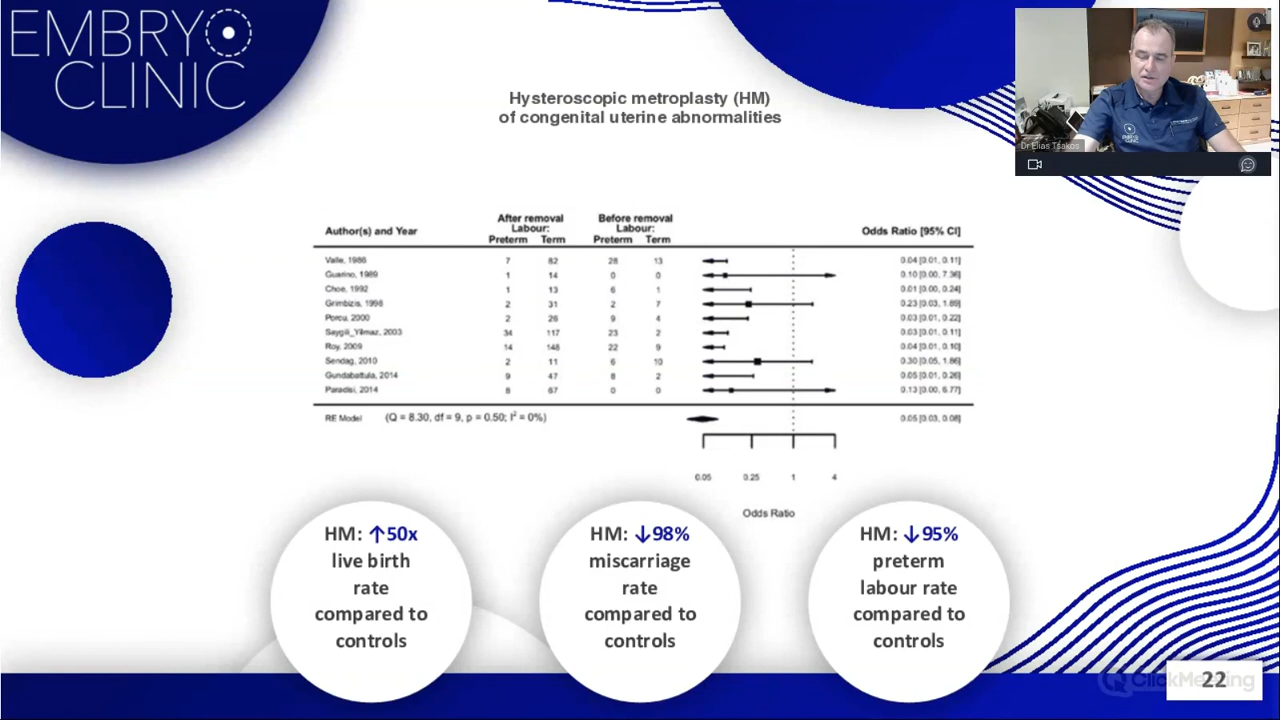 EMBRYO
CLINIC
Dr Elias Tsakos
Hysteroscopic metroplasty (HM)
of congenital uterine abnormalities
After removal Before removal
Labour: Labour:
Author(s) and Year Preterm Term Preterm Term Odds Ratio [95% CI]
Valle, 1986 7 82 28 13 0.04 [0.01, 0.11]
Guarino, 1989 1 14 0 0 0.10 [0.00, 7.36]
Choe, 1992 1 13 6 1 0.01 [0.00, 0.24]
Grimbizis, 1998 2 31 2 7 0.23 [0.03, 1.89]
Porcu, 2000 2 26 9 4 0.03 [0.01, 0.22]
Saygili_Yilmaz, 2003 34 117 23 2 0.03 [0.01, 0.11]
Roy, 2009 14 148 22 9 0.04 [0.01, 0.10]
Sendag, 2010 2 11 6 10 0.30 [0.05, 1.86]
Gundabattula, 2014 9 47 8 2 0.05 [0.01, 0.26]
Paradisi, 2014 8 67 0 0 0.13 [0.00, 6.77]
RE Model (Q = 8.30, df = 9, p = 0.50; I² = 0%) 0.05 [0.03, 0.08]
0.05 0.25 1 4
Odds Ratio
HM: ↑50x
live birth
rate
compared to
controls
HM: ↓98%
miscarriage
rate
compared to
controls
HM: ↓95%
preterm
labour rate
compared to
controls
ClickMeeting
22